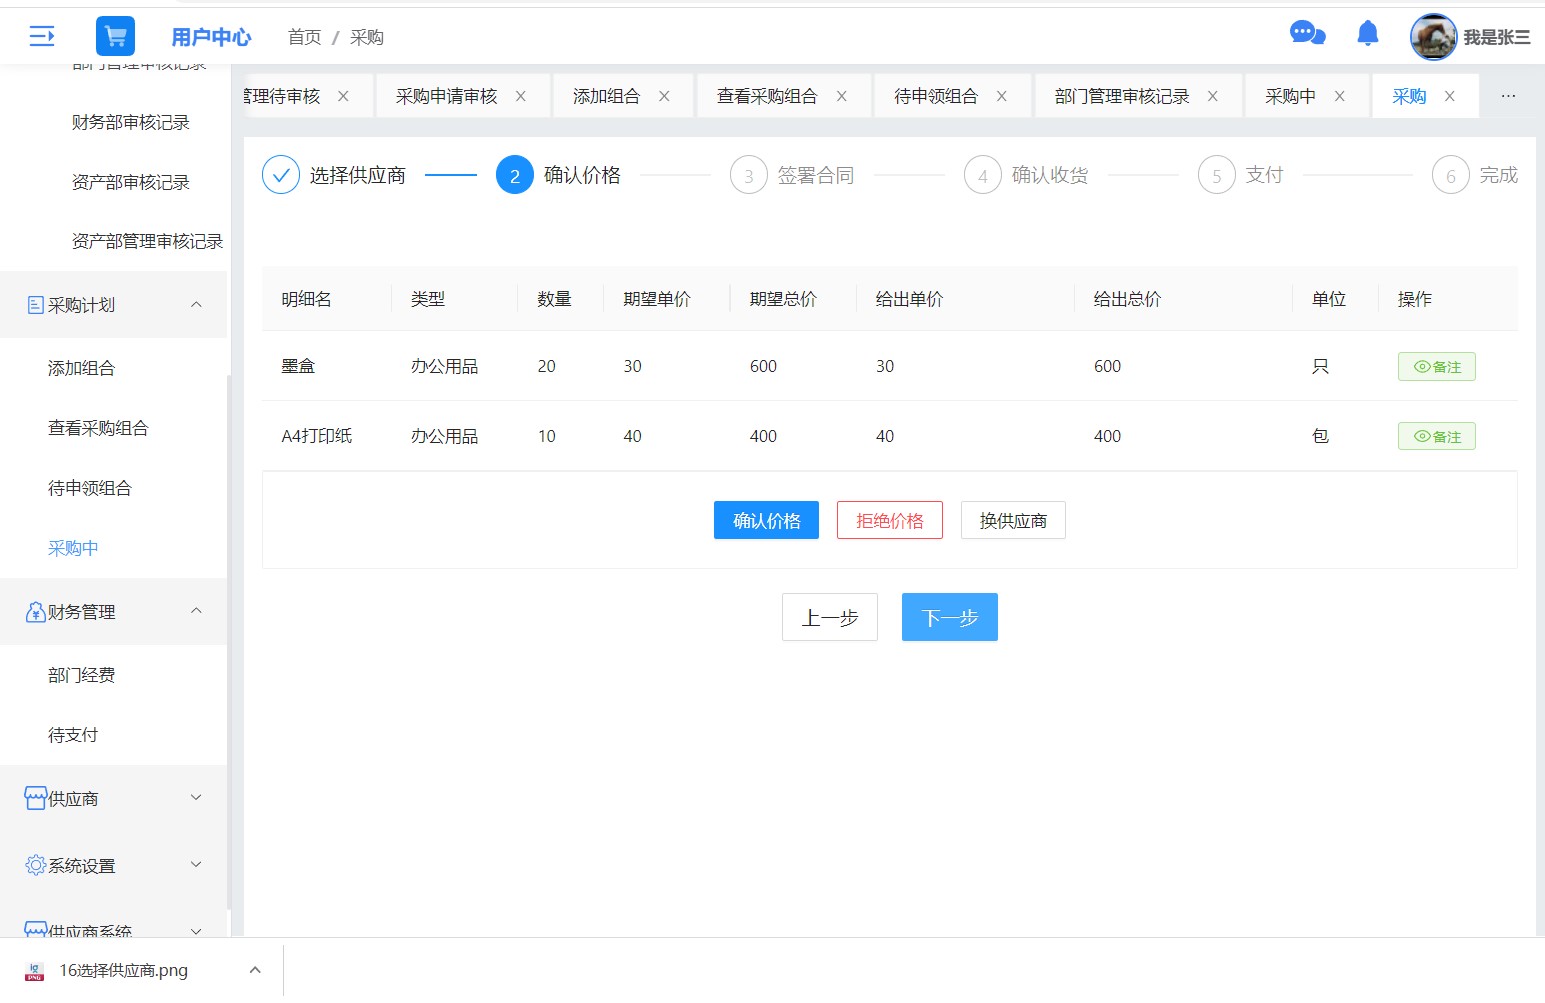 用户中心
首页 / 采购
我是张三
部门管理审核记录
财务部审核记录
资产部审核记录
资产部管理审核记录
采购计划
添加组合
查看采购组合
待申领组合
采购中
财务管理
部门经费
待支付
供应商
系统设置
供应商系统
管理待审核 采购申请审核 添加组合 查看采购组合 待申领组合 部门管理审核记录 采购中 采购 ···
选择供应商 2 确认价格 3 签署合同 4 确认收货 5 支付 6 完成
明细名 类型 数量 期望单价 期望总价 给出单价 给出总价 单位 操作
墨盒 办公用品 20 30 600 30 600 只 备注
A4打印纸 办公用品 10 40 400 40 400 包 备注
确认价格 拒绝价格 换供应商
上一步 下一步
16选择供应商.png